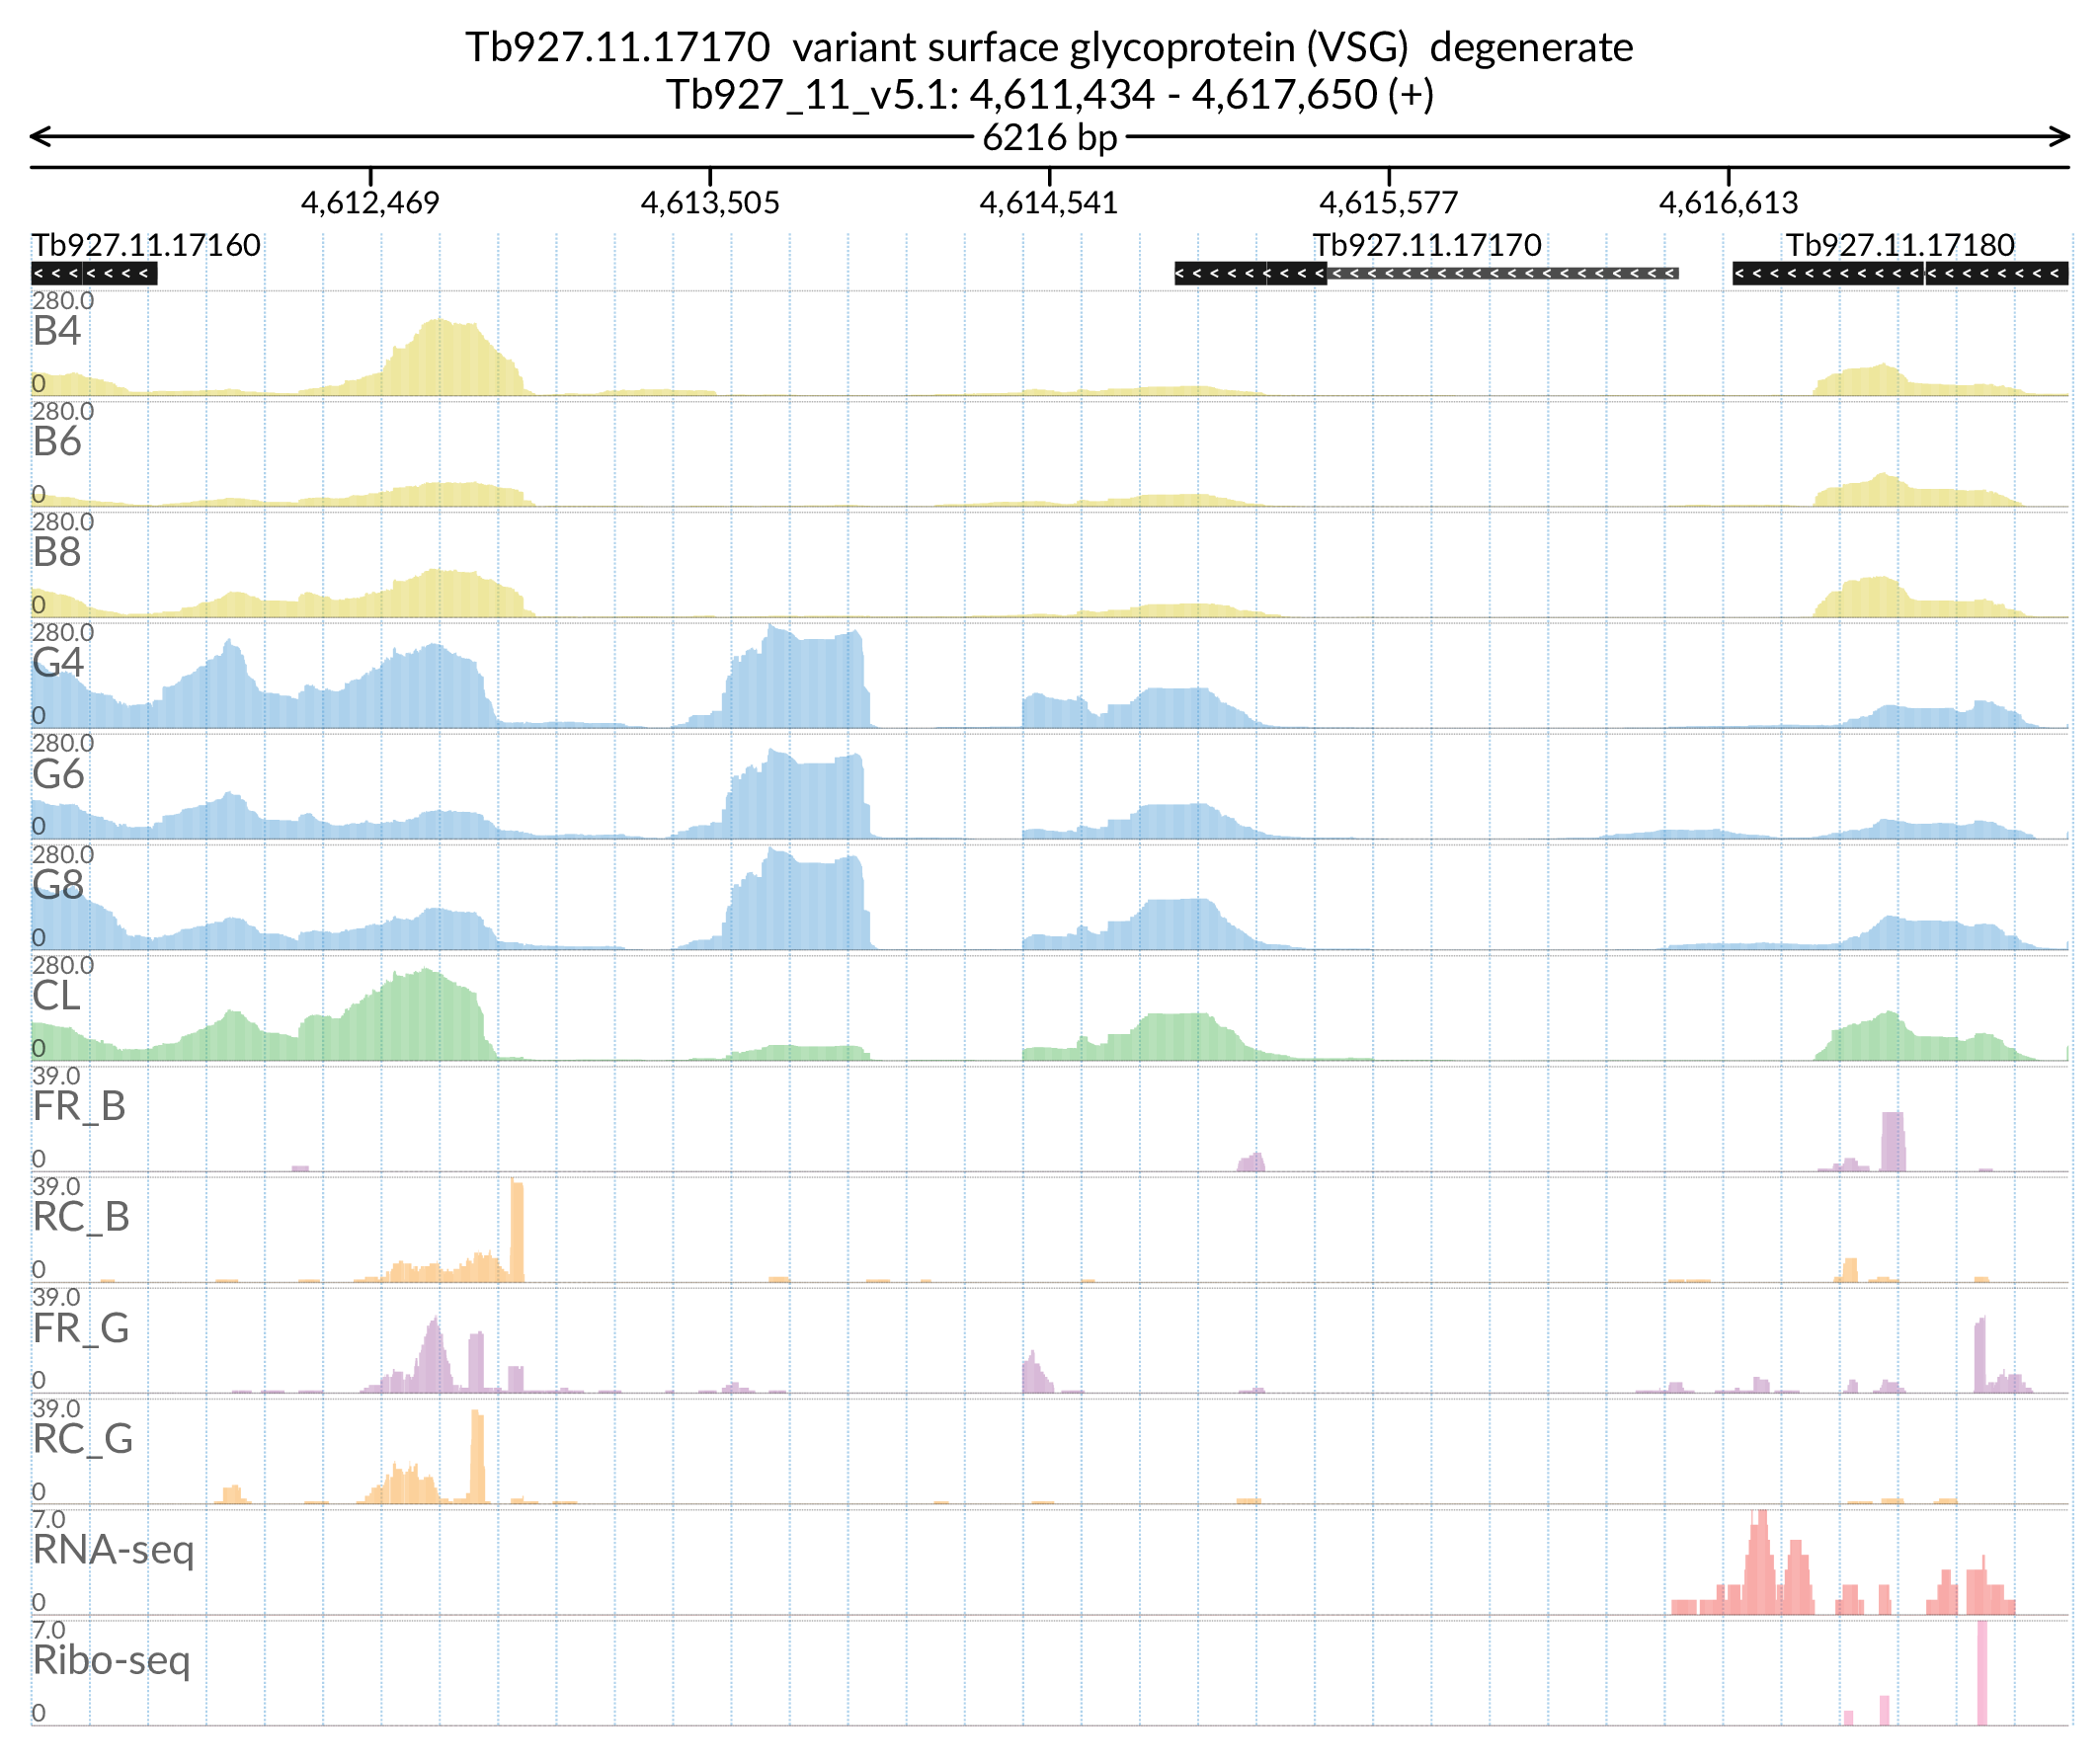 Tb927.11.17170 variant surface glycoprotein (VSG) degenerate
Tb927_11_v5.1: 4,611,434 - 4,617,650 (+)
6216 bp
4,612,469 4,613,505 4,614,541 4,615,577 4,616,613
Tb927.11.17160 Tb927.11.17170 Tb927.11.17180
280.0
B4
0
280.0
B6
0
280.0
B8
0
280.0
G4
0
280.0
G6
0
280.0
G8
0
280.0
CL
0
39.0
FR_B
0
39.0
RC_B
0
39.0
FR_G
0
39.0
RC_G
0
7.0
RNA-seq
0
7.0
Ribo-seq
0